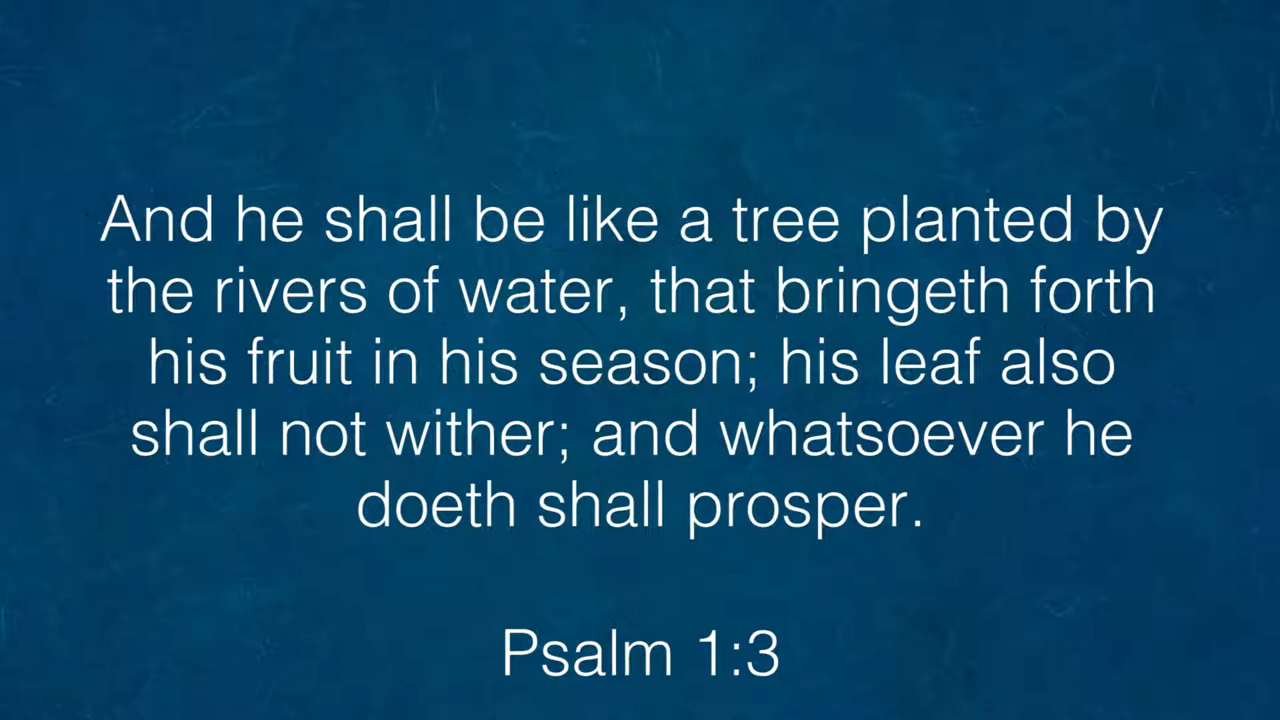 And he shall be like a tree planted by
the rivers of water, that bringeth forth
his fruit in his season; his leaf also
shall not wither; and whatsoever he
doeth shall prosper.
Psalm 1:3